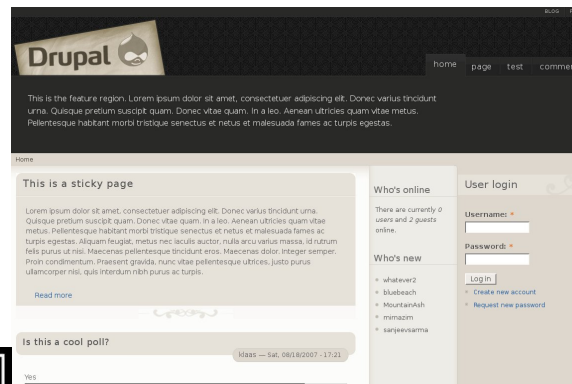 BLOG
Drupal
home page test
This is the feature region. Lorem ipsum dolor sit amet, consectetuer adipiscing elit. Donec varius tincidunt
urna. Quisque pretium suscipit quam. Donec vitae quam. In a leo. Aenean ultricies quam vitae metus.
Pellentesque habitant morbi tristique senectus et netus et malesuada fames ac turpis egestas.
Home
This is a sticky page
Lorem ipsum dolor sit amet, consectetuer adipiscing elit. Donec varius tincidunt urna.
Quisque pretium suscipit quam. Donec vitae quam. In a leo. Aenean ultricies quam vitae
metus. Pellentesque habitant morbi tristique senectus et netus et malesuada fames ac
turpis egestas. Aliquam feugiat, metus nec iaculis auctor, nulla arcu varius massa, id rutrum
felis purus ut nisi. Maecenas pellentesque tincidunt eros. Maecenas dolor. Integer semper.
Proin condimentum. Praesent gravida, nunc vitae pellentesque ultrices, justo purus
ullamcorper nisi, quis interdum nibh purus ac turpis.
Read more
Is this a cool poll?
klaas — Sat, 08/18/2007 - 17:21
Yes
Who's online
There are currently 0
users and 2 guests
online.
Who's new
whatever2
bluebeach
MountainAsh
mimazim
sanjeevsarma
User login
Username: *
Password: *
Log in
Create new account
Request new password